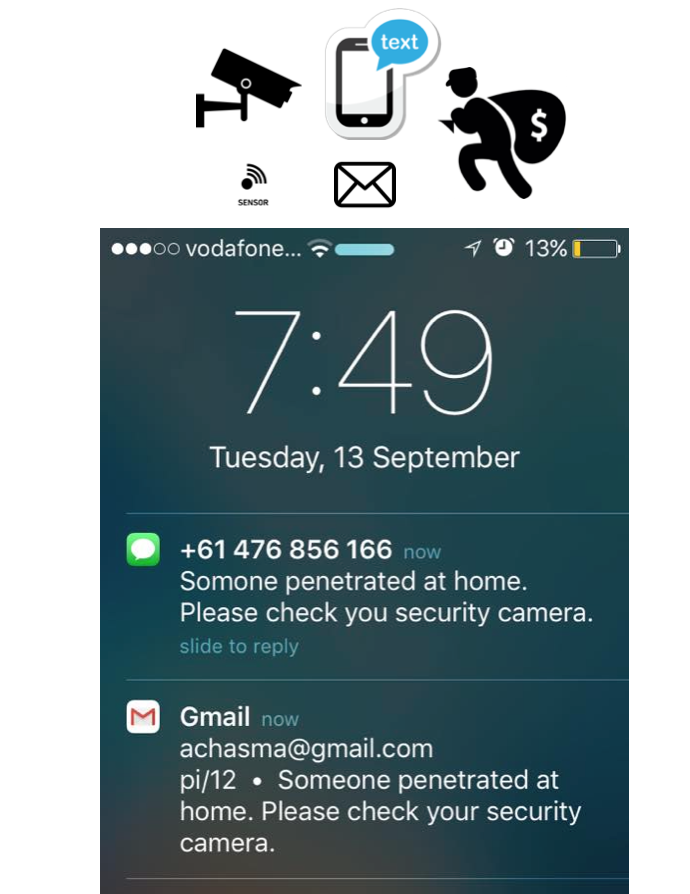 text
$
SENSOR
vodafone... 13%
7:49
Tuesday, 13 September
+61 476 856 166 now
Somone penetrated at home.
Please check you security camera.
slide to reply
Gmail now
achasma@gmail.com
pi/12 • Someone penetrated at
home. Please check your security
camera.